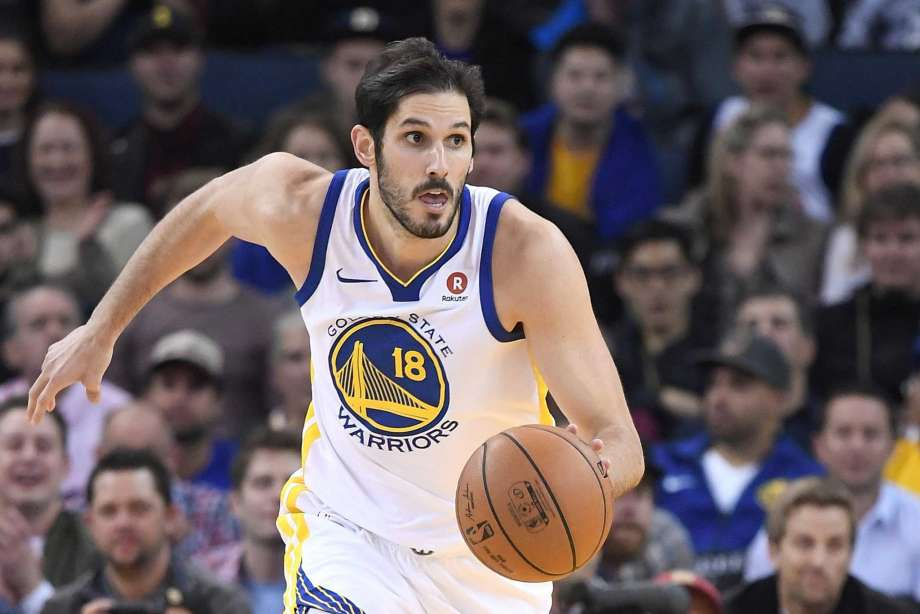 R
Rakuten
GOLDEN STATE
18
WARRIORS